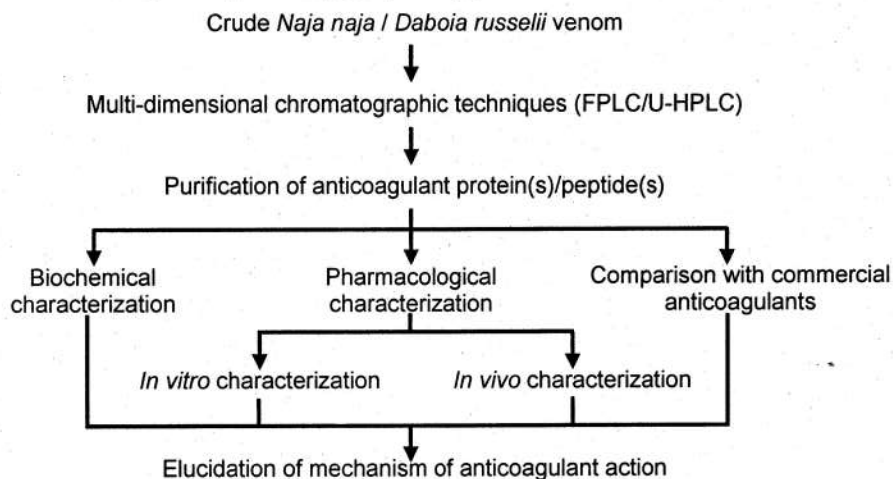 Crude Naja naja / Daboia russelii venom
Multi-dimensional chromatographic techniques (FPLC/U-HPLC)
Purification of anticoagulant protein(s)/peptide(s)
Biochemical
characterization
Pharmacological
characterization
Comparison with commercial
anticoagulants
In vitro characterization
In vivo characterization
Elucidation of mechanism of anticoagulant action